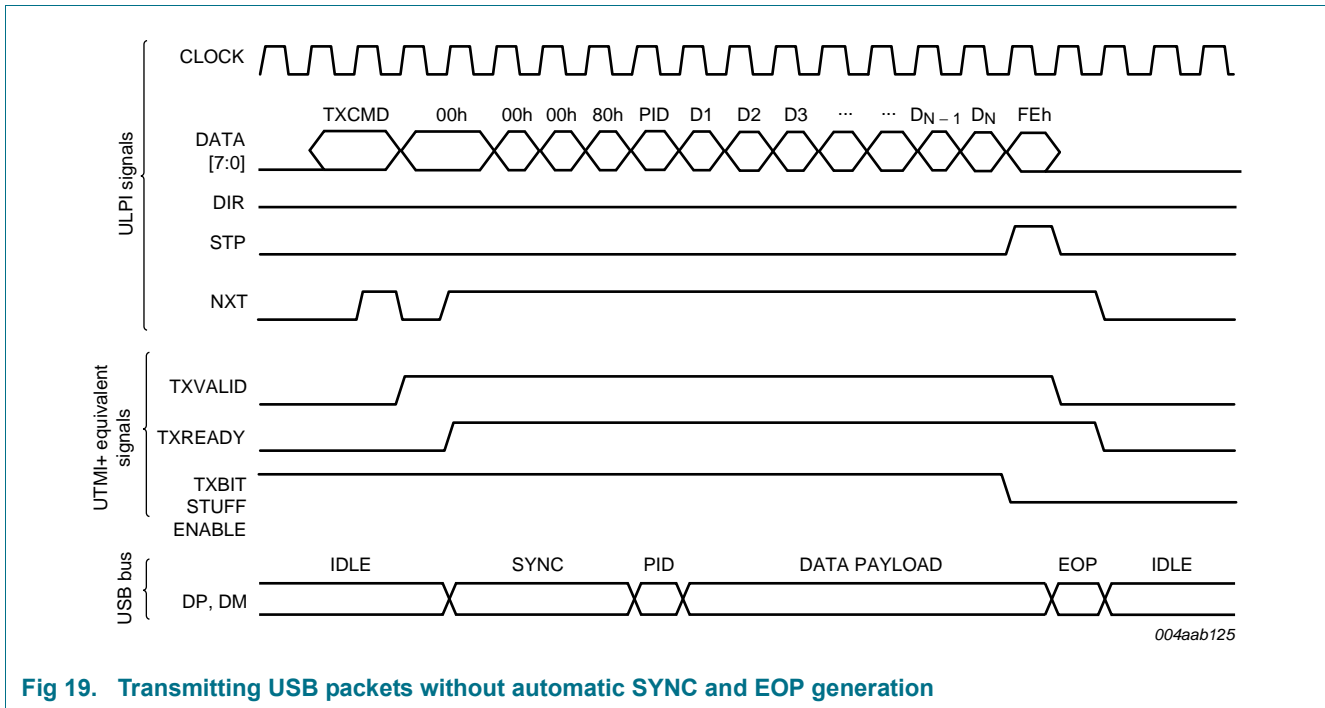 CLOCK
TXCMD 00h 00h 00h 80h PID D1 D2 D3 ... ... DN – 1 DN FEh
DATA
[7:0]
DIR
STP
NXT
ULPI signals
TXVALID
TXREADY
TXBIT
STUFF
ENABLE
UTMI+ equivalent
signals
IDLE SYNC PID DATA PAYLOAD EOP IDLE
DP, DM
USB bus
004aab125
Fig 19. Transmitting USB packets without automatic SYNC and EOP generation